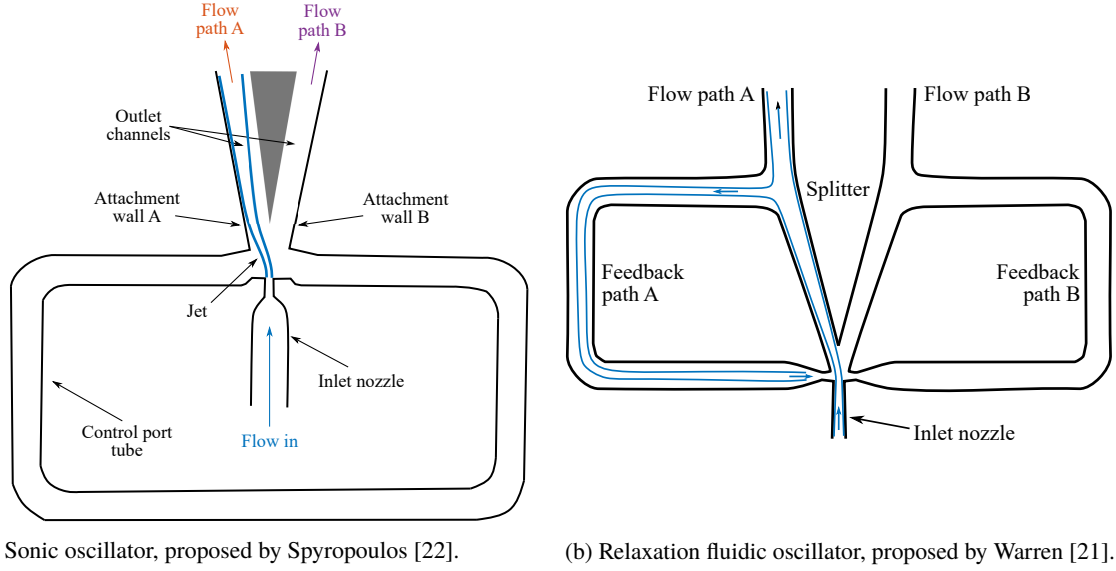 Flow
path A
Flow
path B
Outlet
channels
Attachment
wall A
Attachment
wall B
Jet
Inlet nozzle
Control port
tube
Flow in
Sonic oscillator, proposed by Spyropoulos [22].
Flow path A
Flow path B
Splitter
Feedback
path A
Feedback
path B
Inlet nozzle
(b) Relaxation fluidic oscillator, proposed by Warren [21].